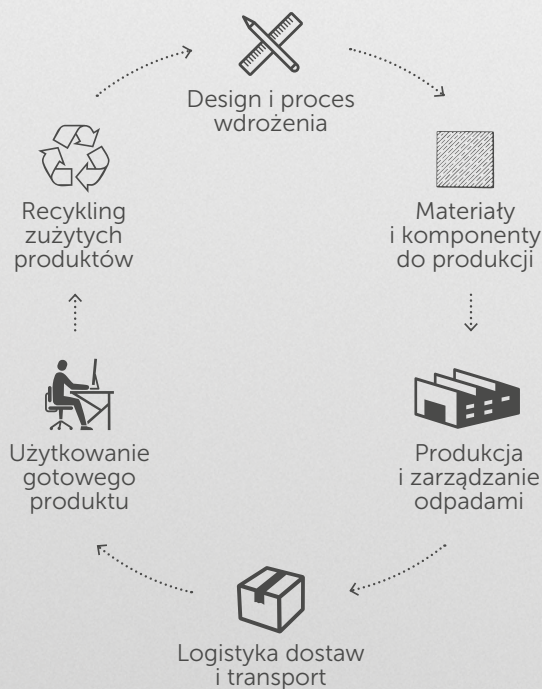 Design i proces
wdrożenia
Materiały
i komponenty
do produkcji
Produkcja
i zarządzanie
odpadami
Logistyka dostaw
i transport
Użytkowanie
gotowego
produktu
Recykling
zużytych
produktów